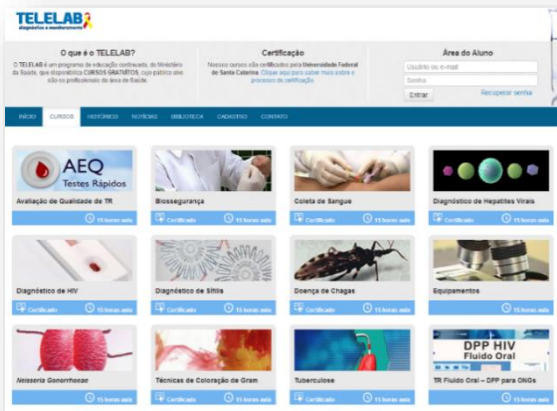 TELELAB
diagnóstico e monitoramento
O que é o TELELAB?
O TELELAB é um programa de educação continuada, do Ministério
da Saúde, que disponibiliza CURSOS GRATUITOS, cujo público alvo
são os profissionais da área de Saúde.
Certificação
Nossos cursos são certificados pela Universidade Federal
de Santa Catarina. Clique aqui para saber mais sobre o
processo de certificação.
Área do Aluno
Usuário ou e-mail
Senha
Entrar
Recuperar senha
INÍCIO CURSOS HISTÓRICO NOTÍCIAS BIBLIOTECA CADASTRO CONTATO
AEQ
Testes Rápidos
Avaliação de Qualidade de TR
15 horas aula
Biossegurança
Certificado 15 horas aula
Coleta de Sangue
Certificado 15 horas aula
Diagnóstico de Hepatites Virais
Certificado 15 horas aula
Diagnóstico de HIV
Certificado 15 horas aula
Diagnóstico de Sífilis
Certificado 15 horas aula
Doença de Chagas
Certificado 15 horas aula
Equipamentos
Certificado 15 horas aula
Neisseria Gonorrhoeae
15 horas aula
Técnicas de Coloração de Gram
Certificado 15 horas aula
Tuberculose
Certificado 15 horas aula
DPP HIV
Fluido Oral
TR Fluido Oral – DPP para ONGs
15 horas aula